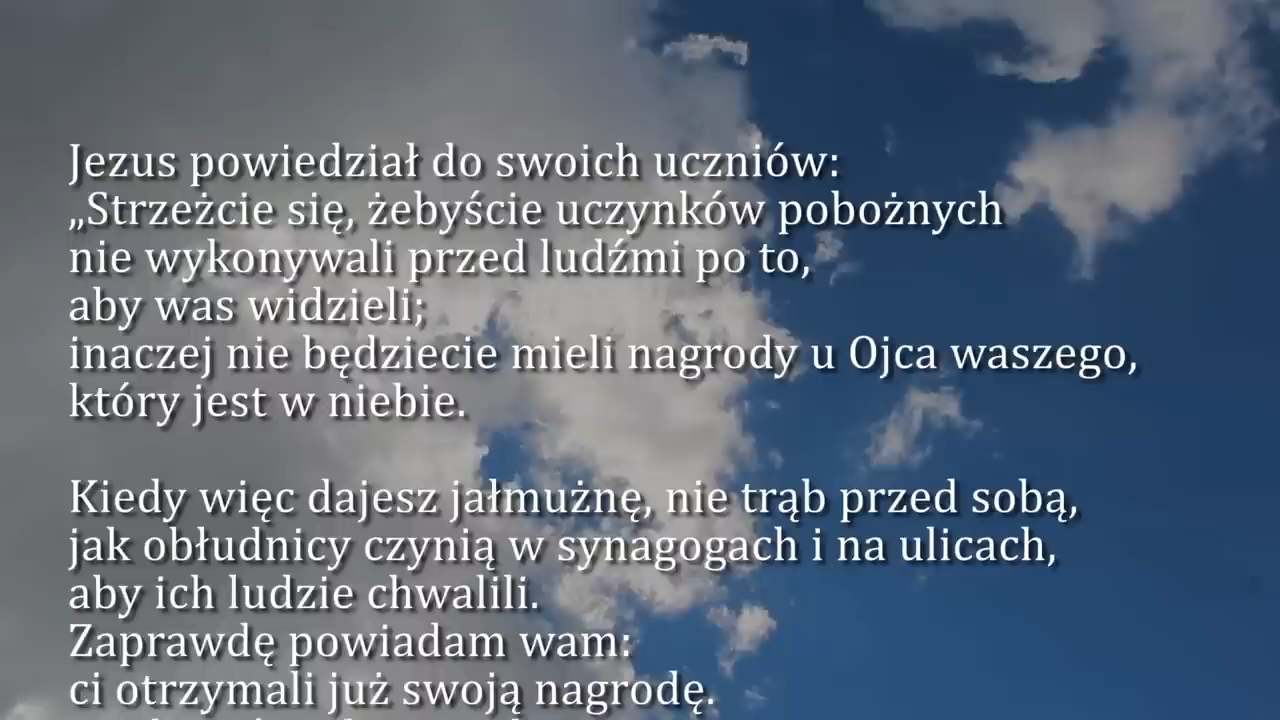 Jezus powiedział do swoich uczniów:
„Strzeżcie się, żebyście uczynków pobożnych
nie wykonywali przed ludźmi po to,
aby was widzieli;
inaczej nie będziecie mieli nagrody u Ojca waszego,
który jest w niebie.
Kiedy więc dajesz jałmużnę, nie trąb przed sobą,
jak obłudnicy czynią w synagogach i na ulicach,
aby ich ludzie chwalili.
Zaprawdę powiadam wam:
ci otrzymali już swoją nagrodę.